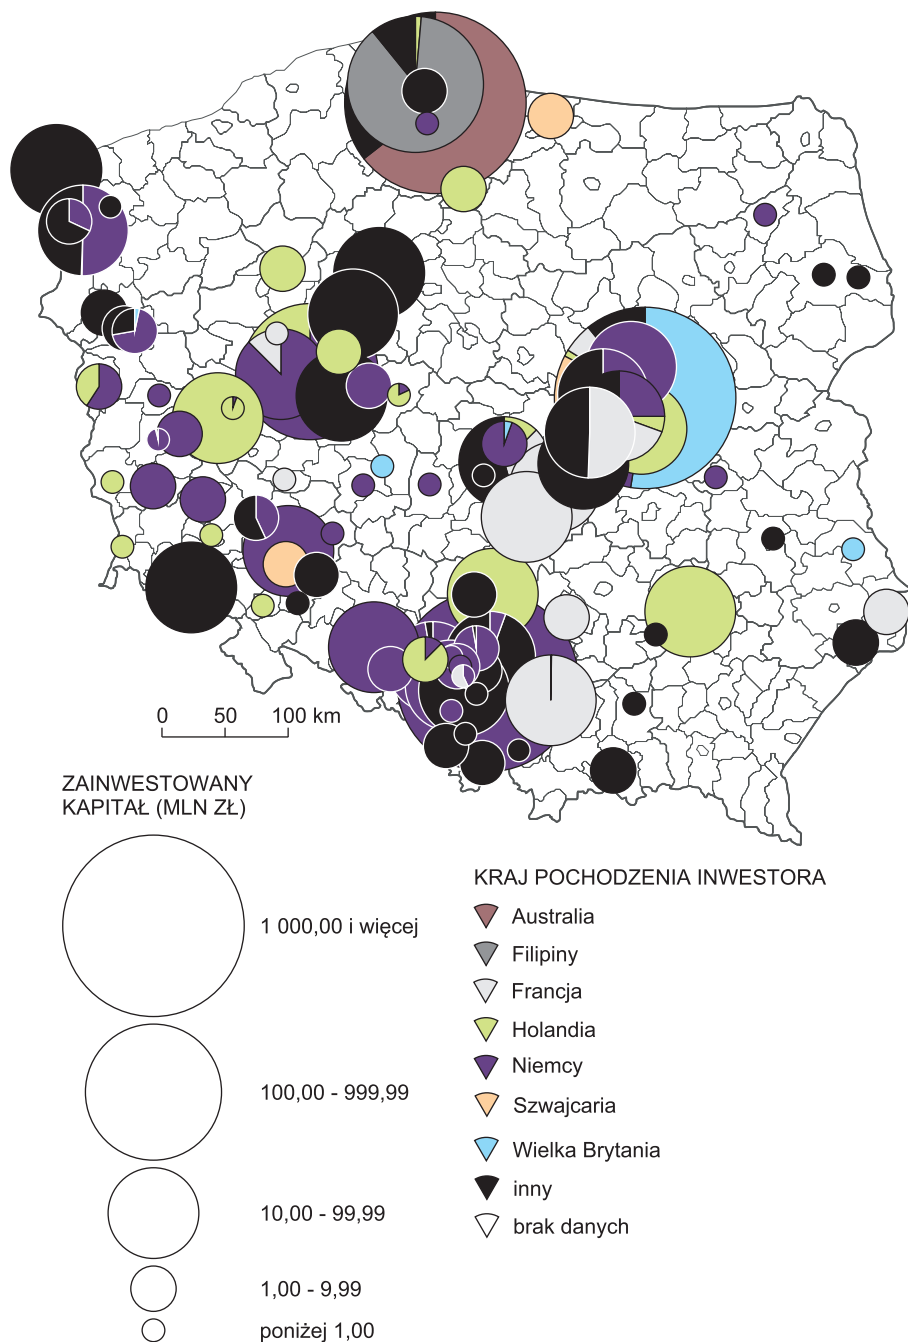 0 50 100 km
ZAINWESTOWANY
KAPITAŁ (MLN ZŁ)
1 000,00 i więcej
100,00 - 999,99
10,00 - 99,99
1,00 - 9,99
poniżej 1,00
KRAJ POCHODZENIA INWESTORA
Australia
Filipiny
Francja
Holandia
Niemcy
Szwajcaria
Wielka Brytania
inny
brak danych